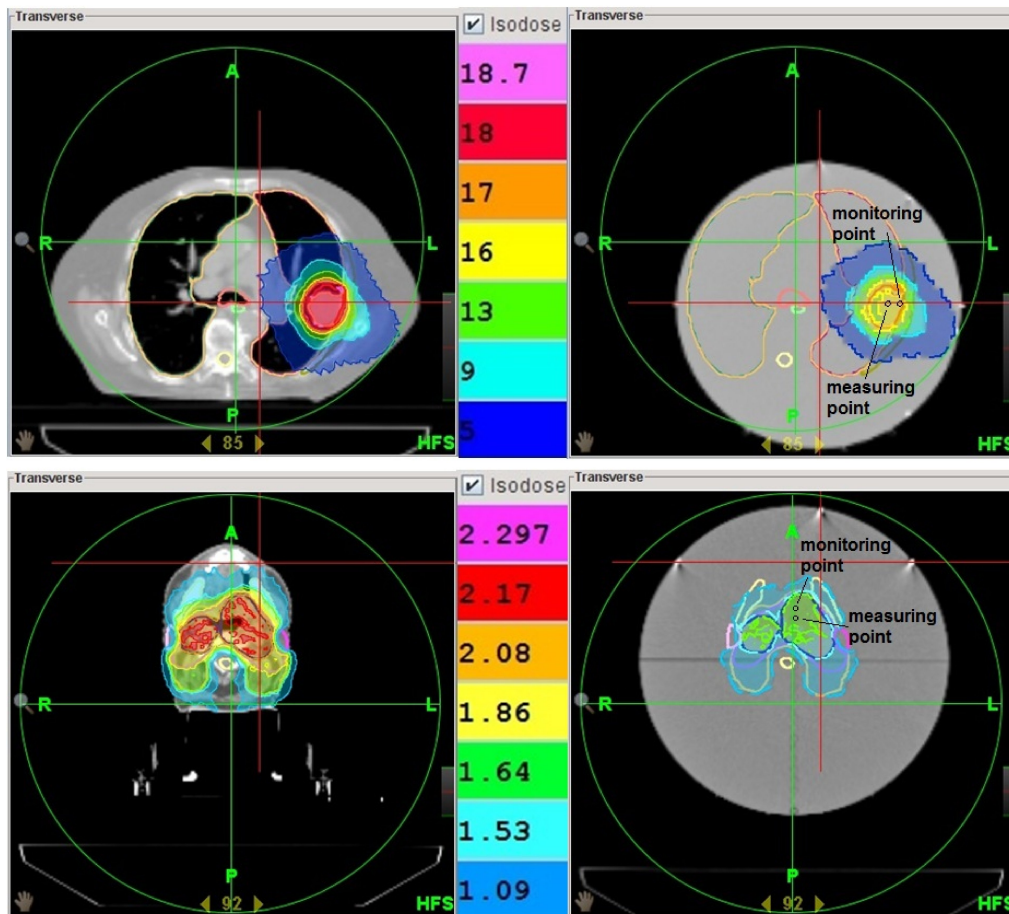 Transverse
A
R
L
P
85
HFS
Isodose
18.7
18
17
16
13
9
5
Transverse
A
monitoring
point
R
L
measuring
point
P
85
HFS
Transverse
A
R
L
P
92
HFS
Isodose
2.297
2.17
2.08
1.86
1.64
1.53
1.09
Transverse
A
monitoring
point
measuring
point
R
L
P
92
HFS